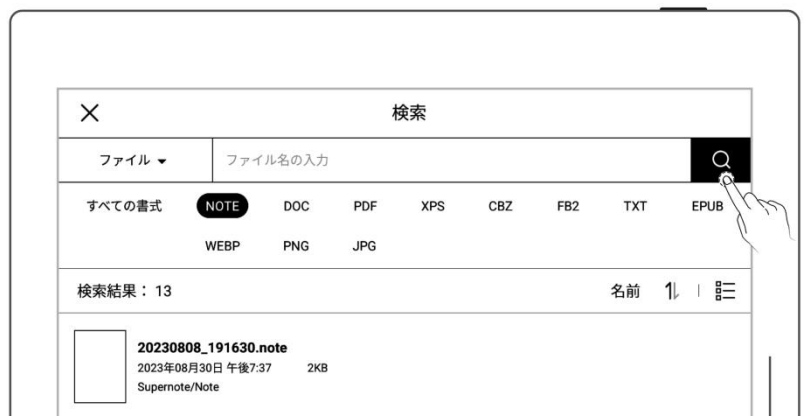 検索
ファイル ファイル名の入力
すべての書式 NOTE DOC PDF XPS CBZ FB2 TXT EPUB
WEBP PNG JPG
検索結果： 13 名前
20230808_191630.note
2023年08月30日 午後7:37 2KB
Supernote/Note